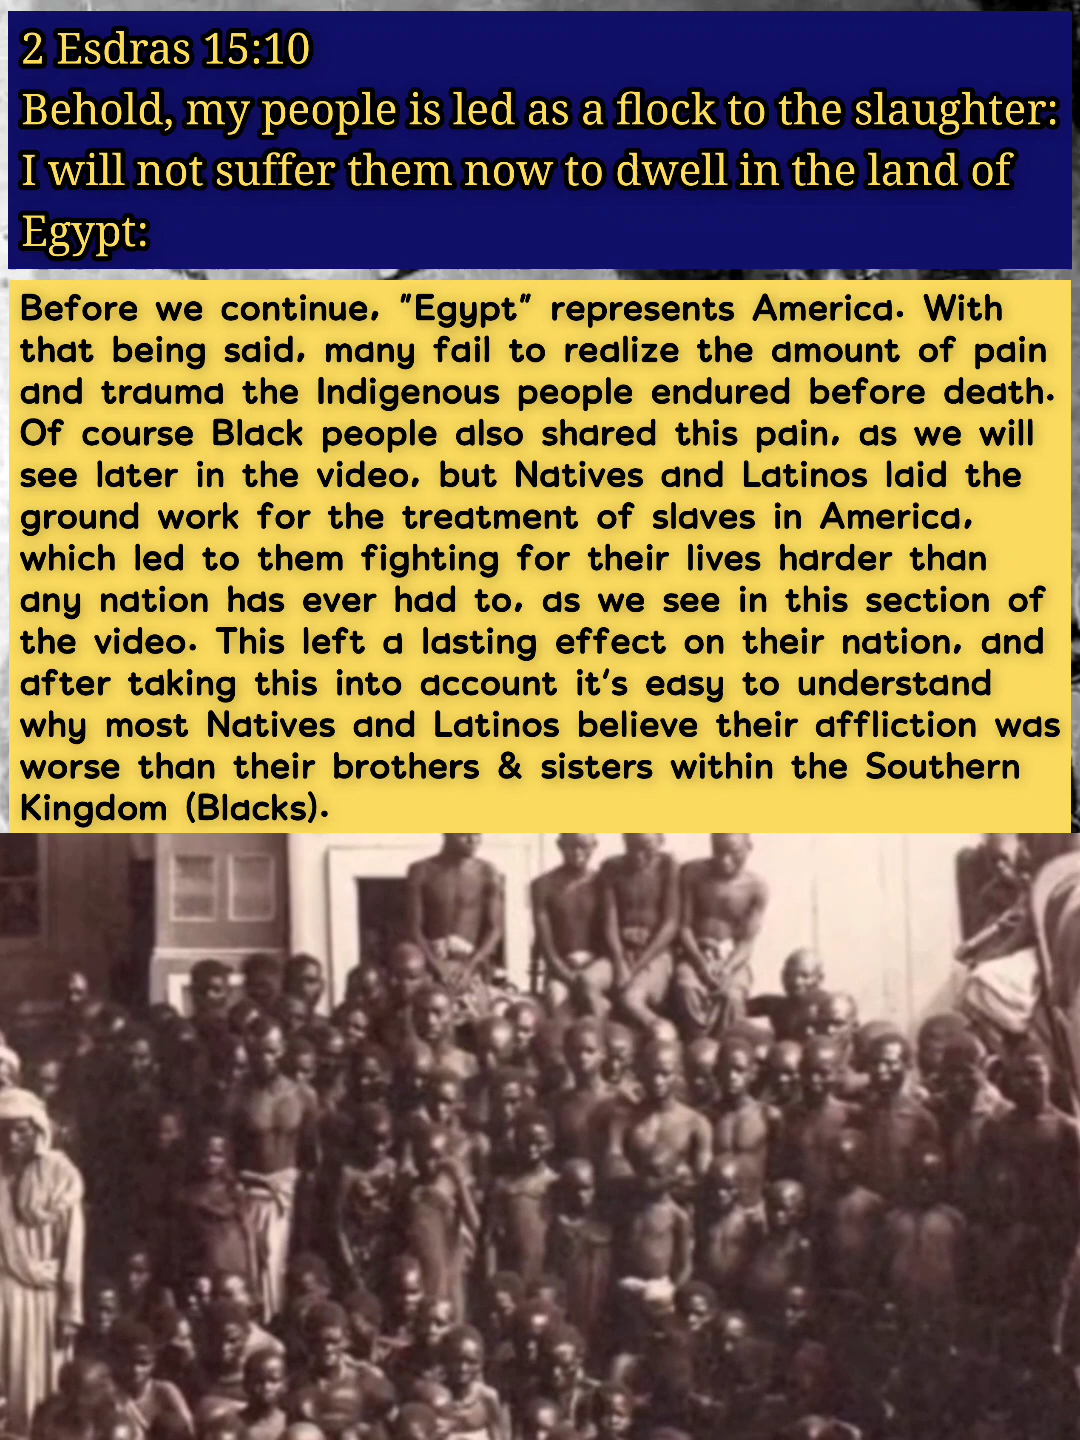 2 Esdras 15:10
Behold, my people is led as a flock to the slaughter:
I will not suffer them now to dwell in the land of
Egypt:
Before we continue, "Egypt" represents America. With
that being said, many fail to realize the amount of pain
and trauma the Indigenous people endured before death.
Of course Black people also shared this pain, as we will
see later in the video, but Natives and Latinos laid the
ground work for the treatment of slaves in America,
which led to them fighting for their lives harder than
any nation has ever had to, as we see in this section of
the video. This left a lasting effect on their nation, and
after taking this into account it's easy to understand
why most Natives and Latinos believe their affliction was
worse than their brothers & sisters within the Southern
Kingdom (Blacks).